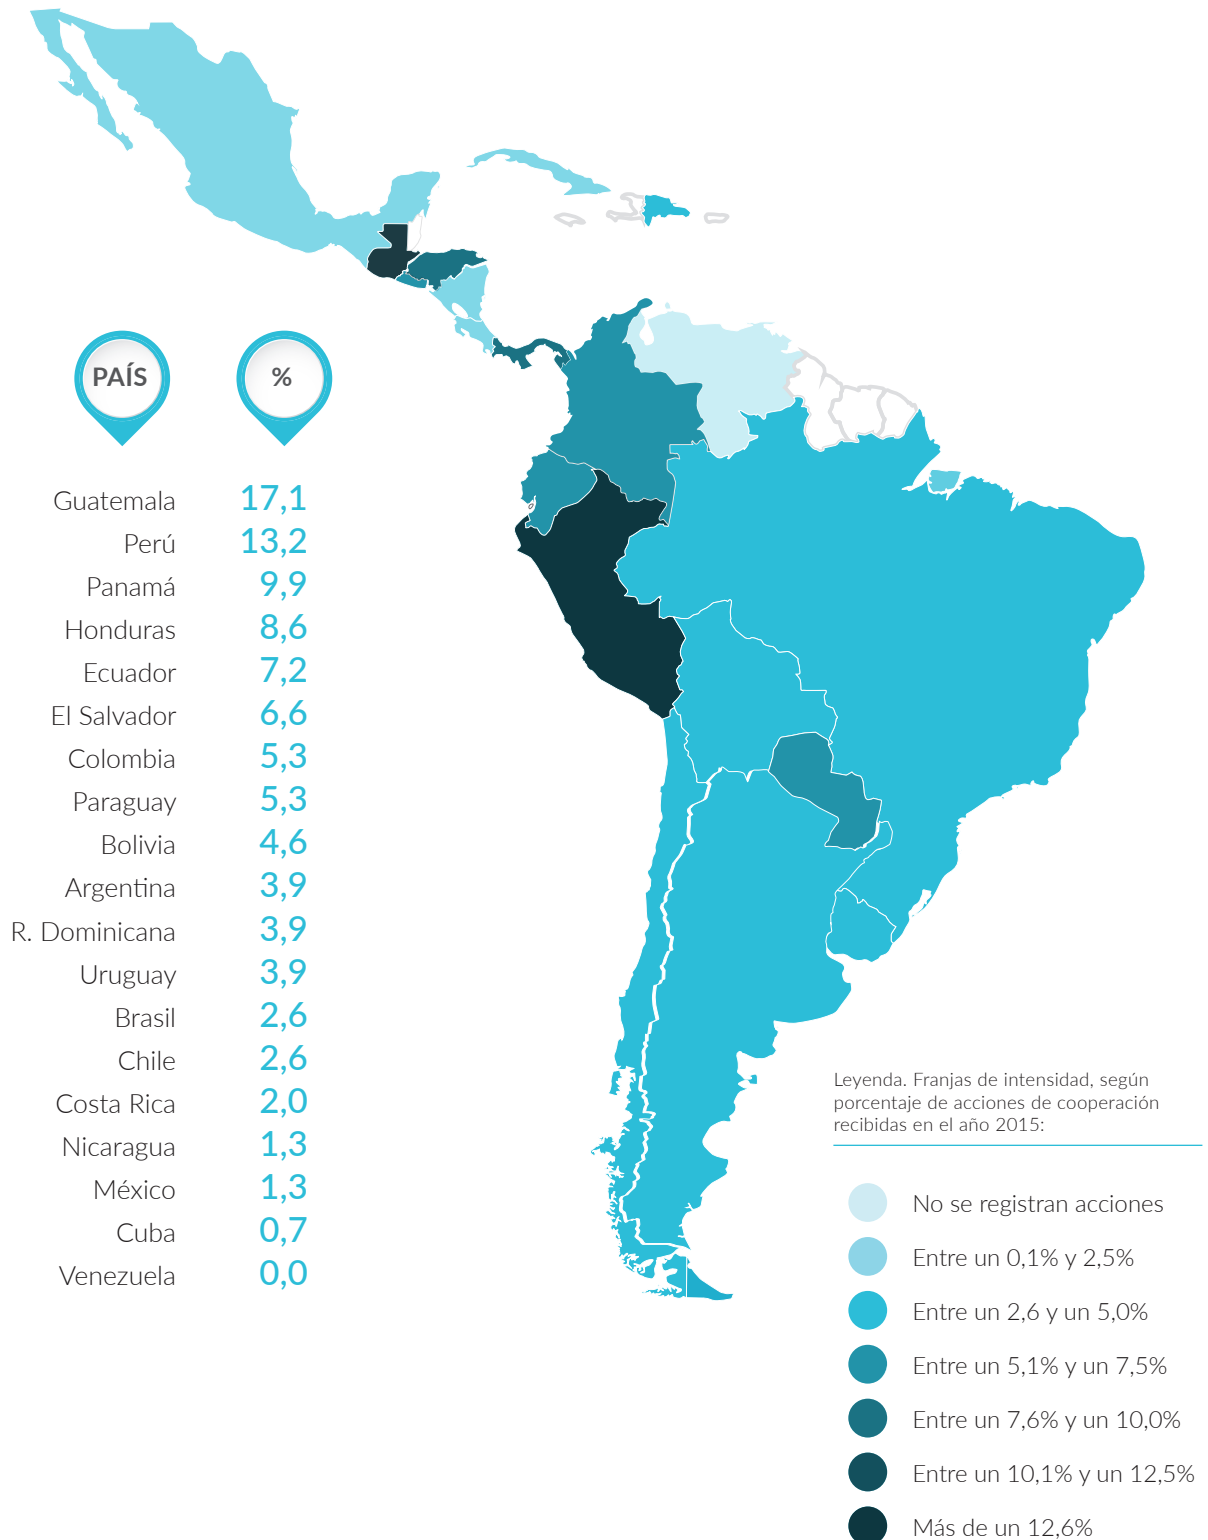 PAÍS %
Guatemala 17,1
Perú 13,2
Panamá 9,9
Honduras 8,6
Ecuador 7,2
El Salvador 6,6
Colombia 5,3
Paraguay 5,3
Bolivia 4,6
Argentina 3,9
R. Dominicana 3,9
Uruguay 3,9
Brasil 2,6
Chile 2,6
Costa Rica 2,0
Nicaragua 1,3
México 1,3
Cuba 0,7
Venezuela 0,0
Leyenda. Franjas de intensidad, según
porcentaje de acciones de cooperación
recibidas en el año 2015:
No se registran acciones
Entre un 0,1% y 2,5%
Entre un 2,6 y un 5,0%
Entre un 5,1% y un 7,5%
Entre un 7,6% y un 10,0%
Entre un 10,1% y un 12,5%
Más de un 12,6%